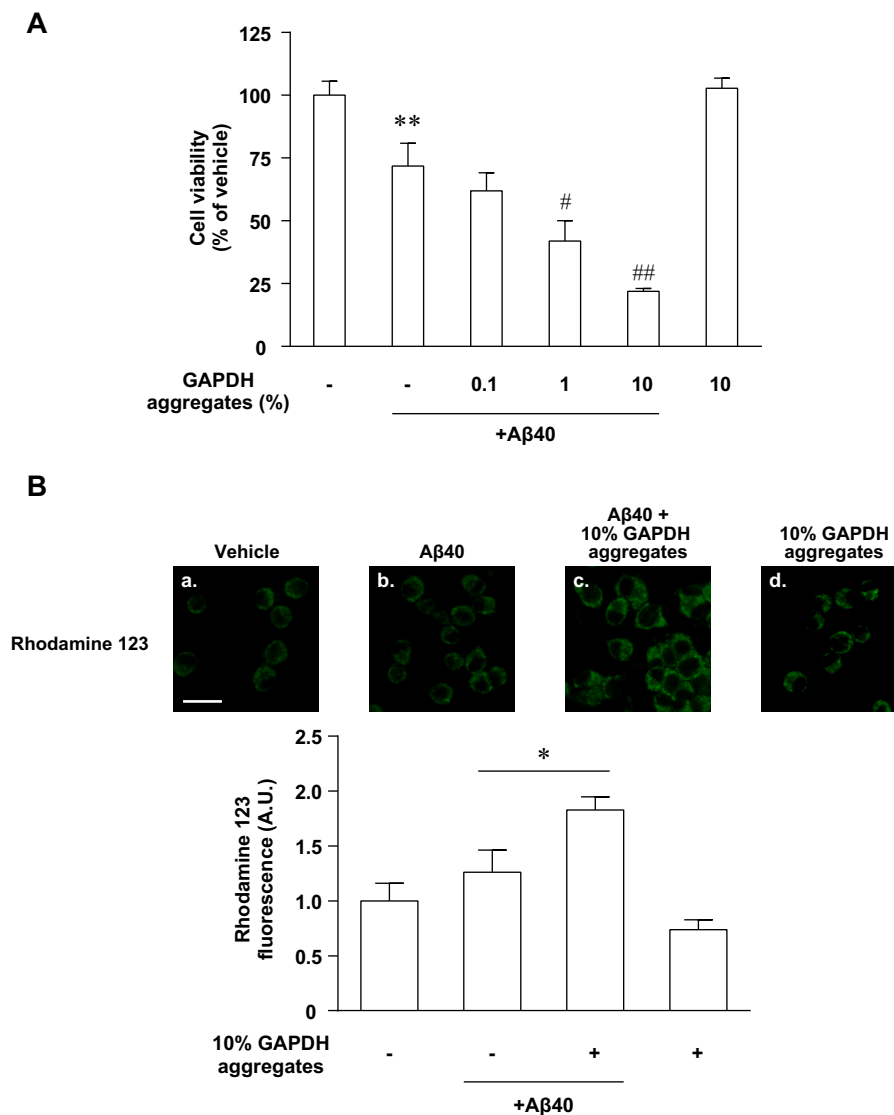 A
125
100
75
50
25
0
Cell viability
(% of vehicle)
**
#
##
GAPDH
aggregates (%)
- - 0.1 1 10 10
+Aβ40
B
Vehicle
Aβ40
Aβ40 +
10% GAPDH
aggregates
10% GAPDH
aggregates
Rhodamine 123
a.
b.
c.
d.
2.5
2.0
1.5
1.0
0.5
0
Rhodamine 123
fluorescence (A.U.)
*
10% GAPDH
aggregates
- - + +
+Aβ40